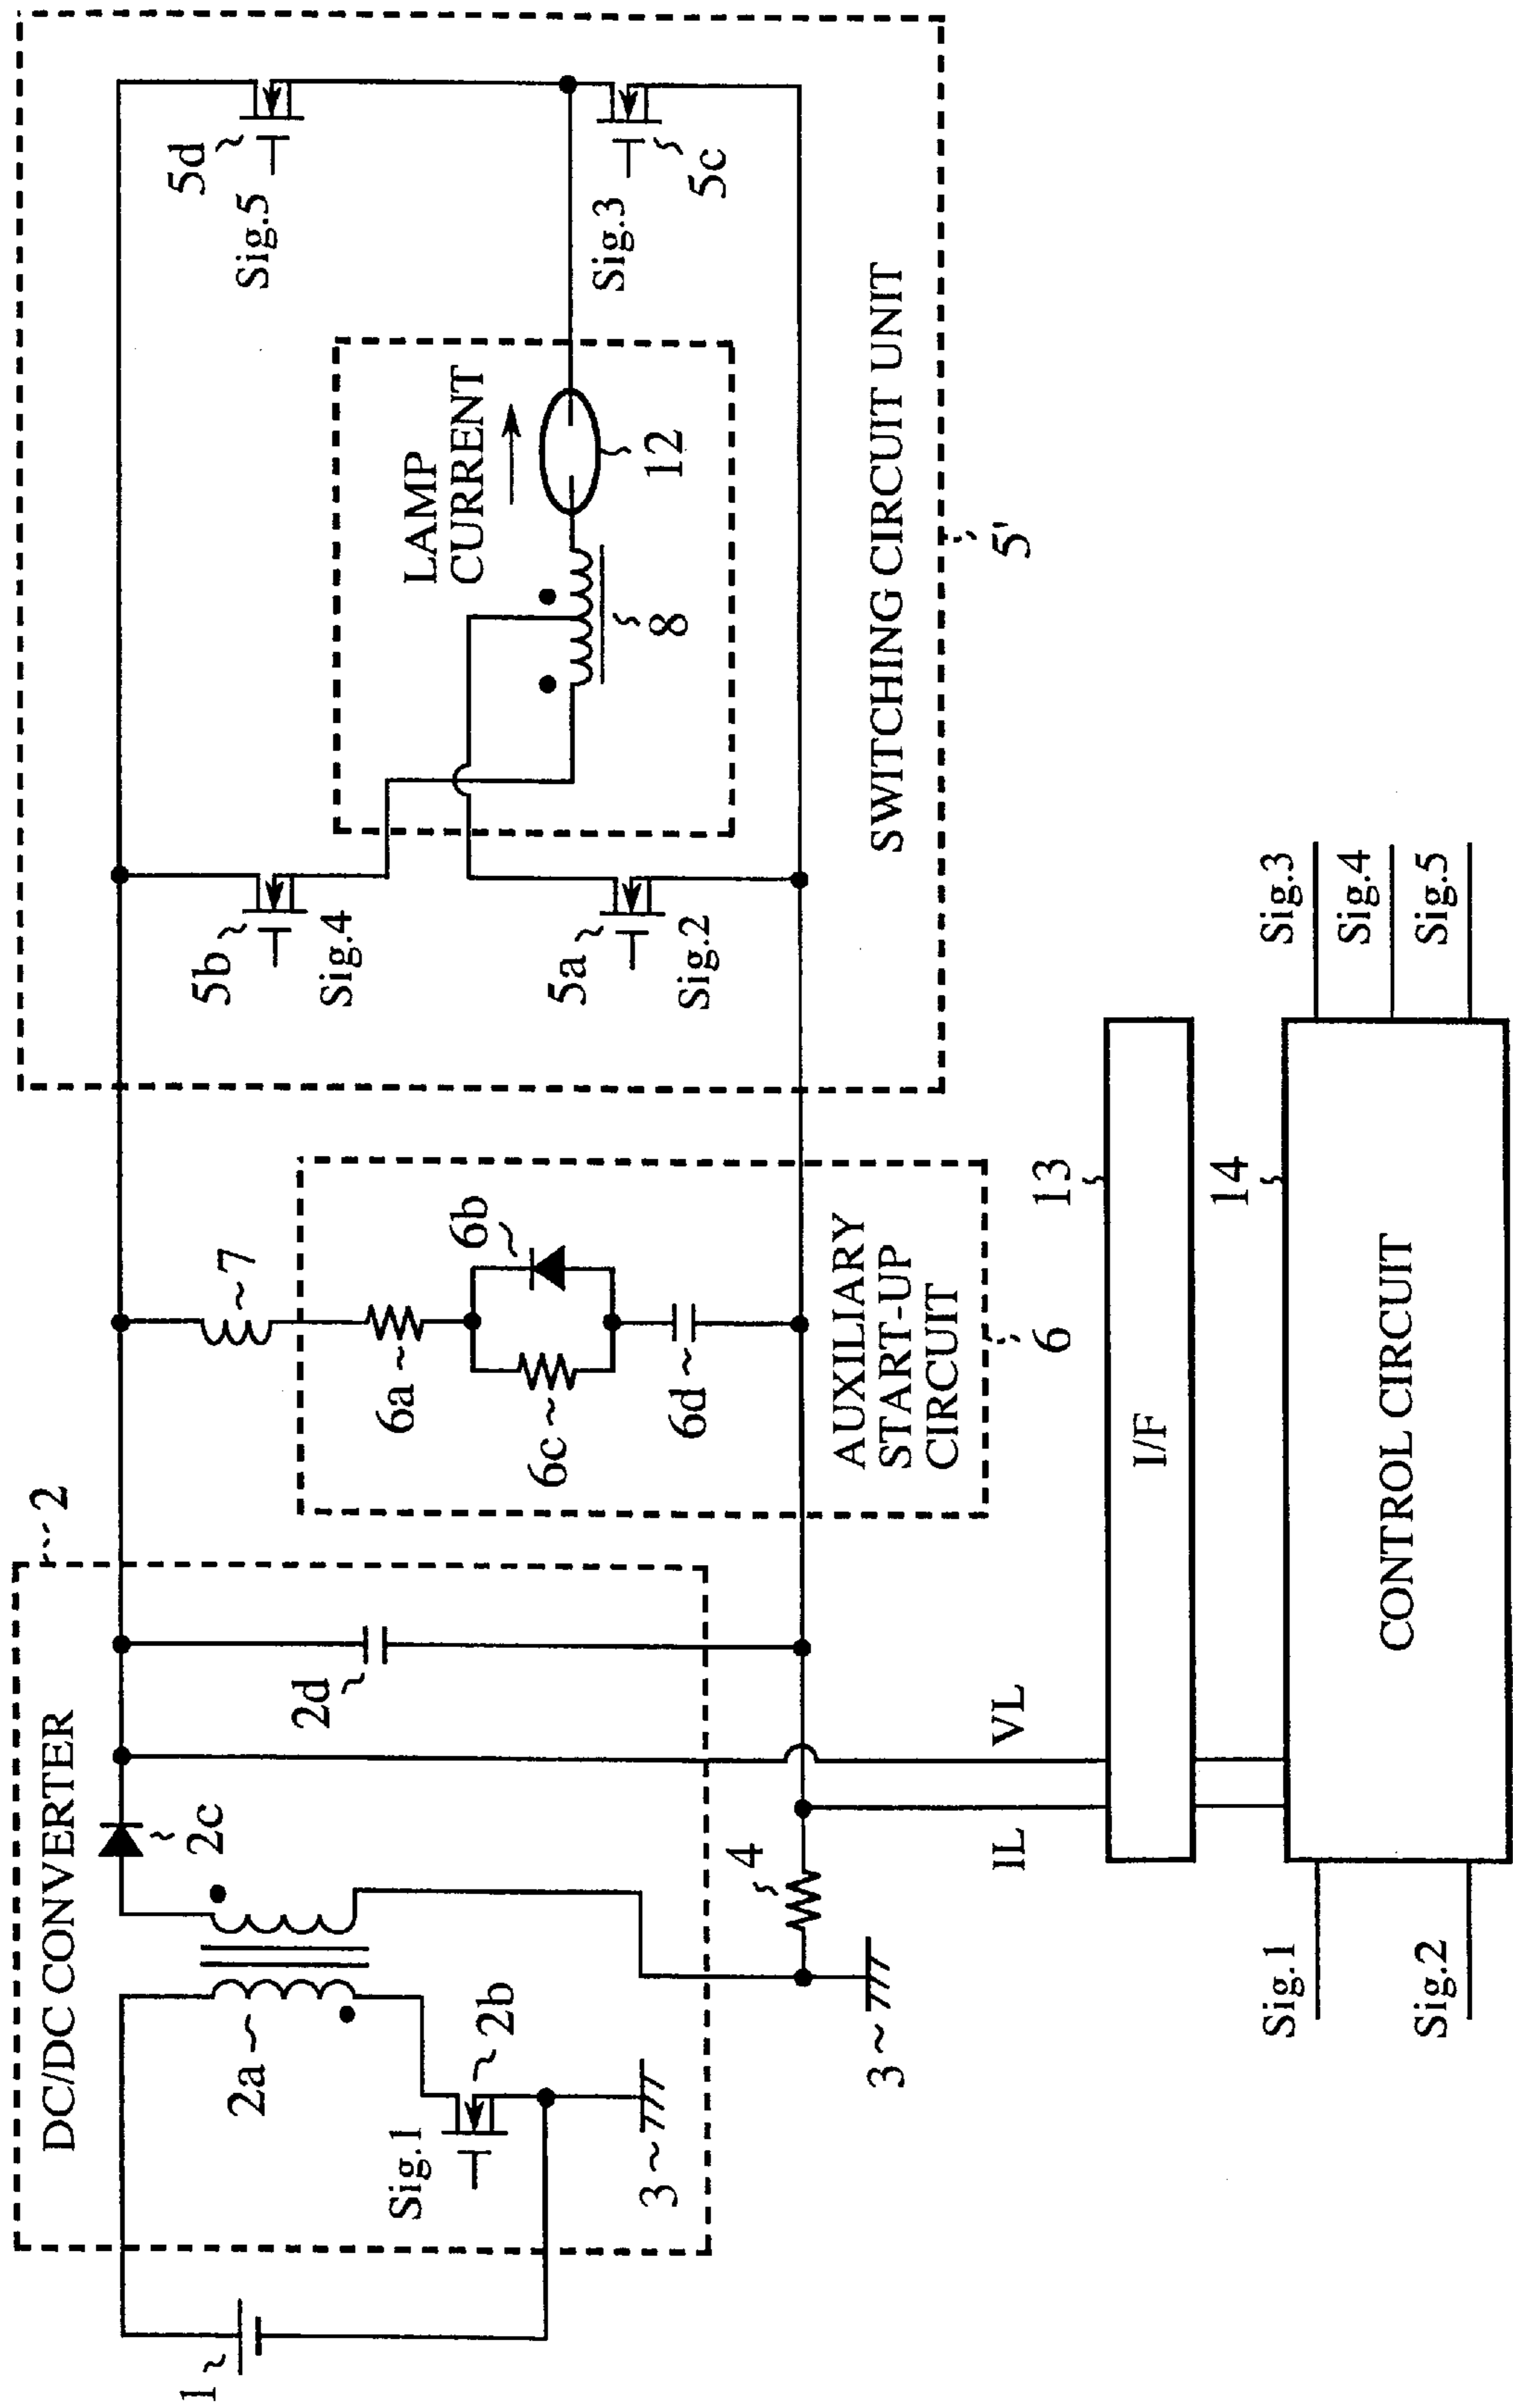 DC/DC CONVERTER
2
1
2a
2c
2d
Sig.1
2b
3
3
4
IL
VL
7
6a
6b
6c
6d
AUXILIARY
START-UP
CIRCUIT
6
5b
Sig.4
5a
Sig.2
5d
Sig.5
Sig.3
5c
LAMP
CURRENT
8
12
SWITCHING CIRCUIT UNIT
5'
I/F
13
14
CONTROL CIRCUIT
Sig.1
Sig.2
Sig.3
Sig.4
Sig.5